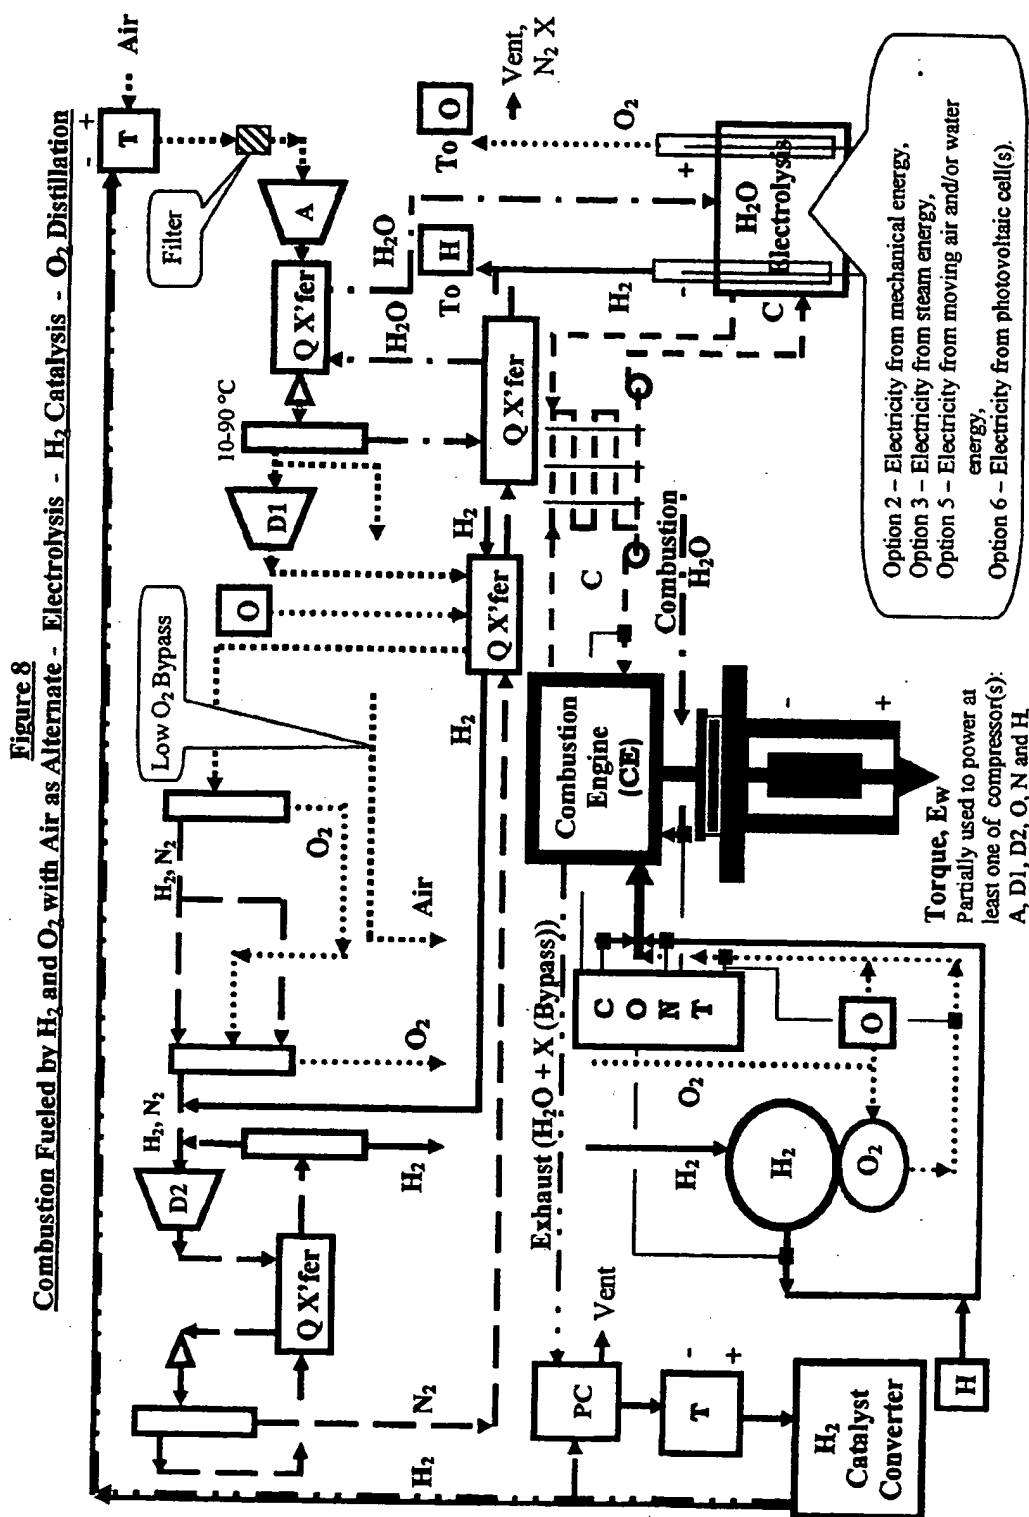 Figure 8
Combustion Fueled by H₂ and O₂ with Air as Alternate - Electrolysis - H₂ Catalysis - O₂ Distillation
Air
+
-
T
Filter
A
Q X'fer
H₂O
H₂O
10-90 °C
D1
O
Low O₂ Bypass
Q X'fer
H₂
Q X'fer
H₂
H₂, N₂
O₂
Air
O₂
H₂, N₂
H₂
D2
Q X'fer
N₂
H₂
To H
To O
Vent,
N₂ X
O₂
H₂
+
-
H₂O
Electrolysis
C
C
Combustion
H₂O
Combustion
Engine
(CE)
Exhaust (H₂O + X (Bypass))
C
O
N
T
O₂
H₂
H₂
O₂
O
PC
Vent
T
-
+
H₂
Catalyst
Converter
H
-
+
Torque, Eᴡ
Partially used to power at
least one of compressor(s):
A, D1, D2, O, N and H
Option 2 – Electricity from mechanical energy,
Option 3 – Electricity from steam energy,
Option 5 – Electricity from moving air and/or water
energy,
Option 6 – Electricity from photovoltaic cell(s).